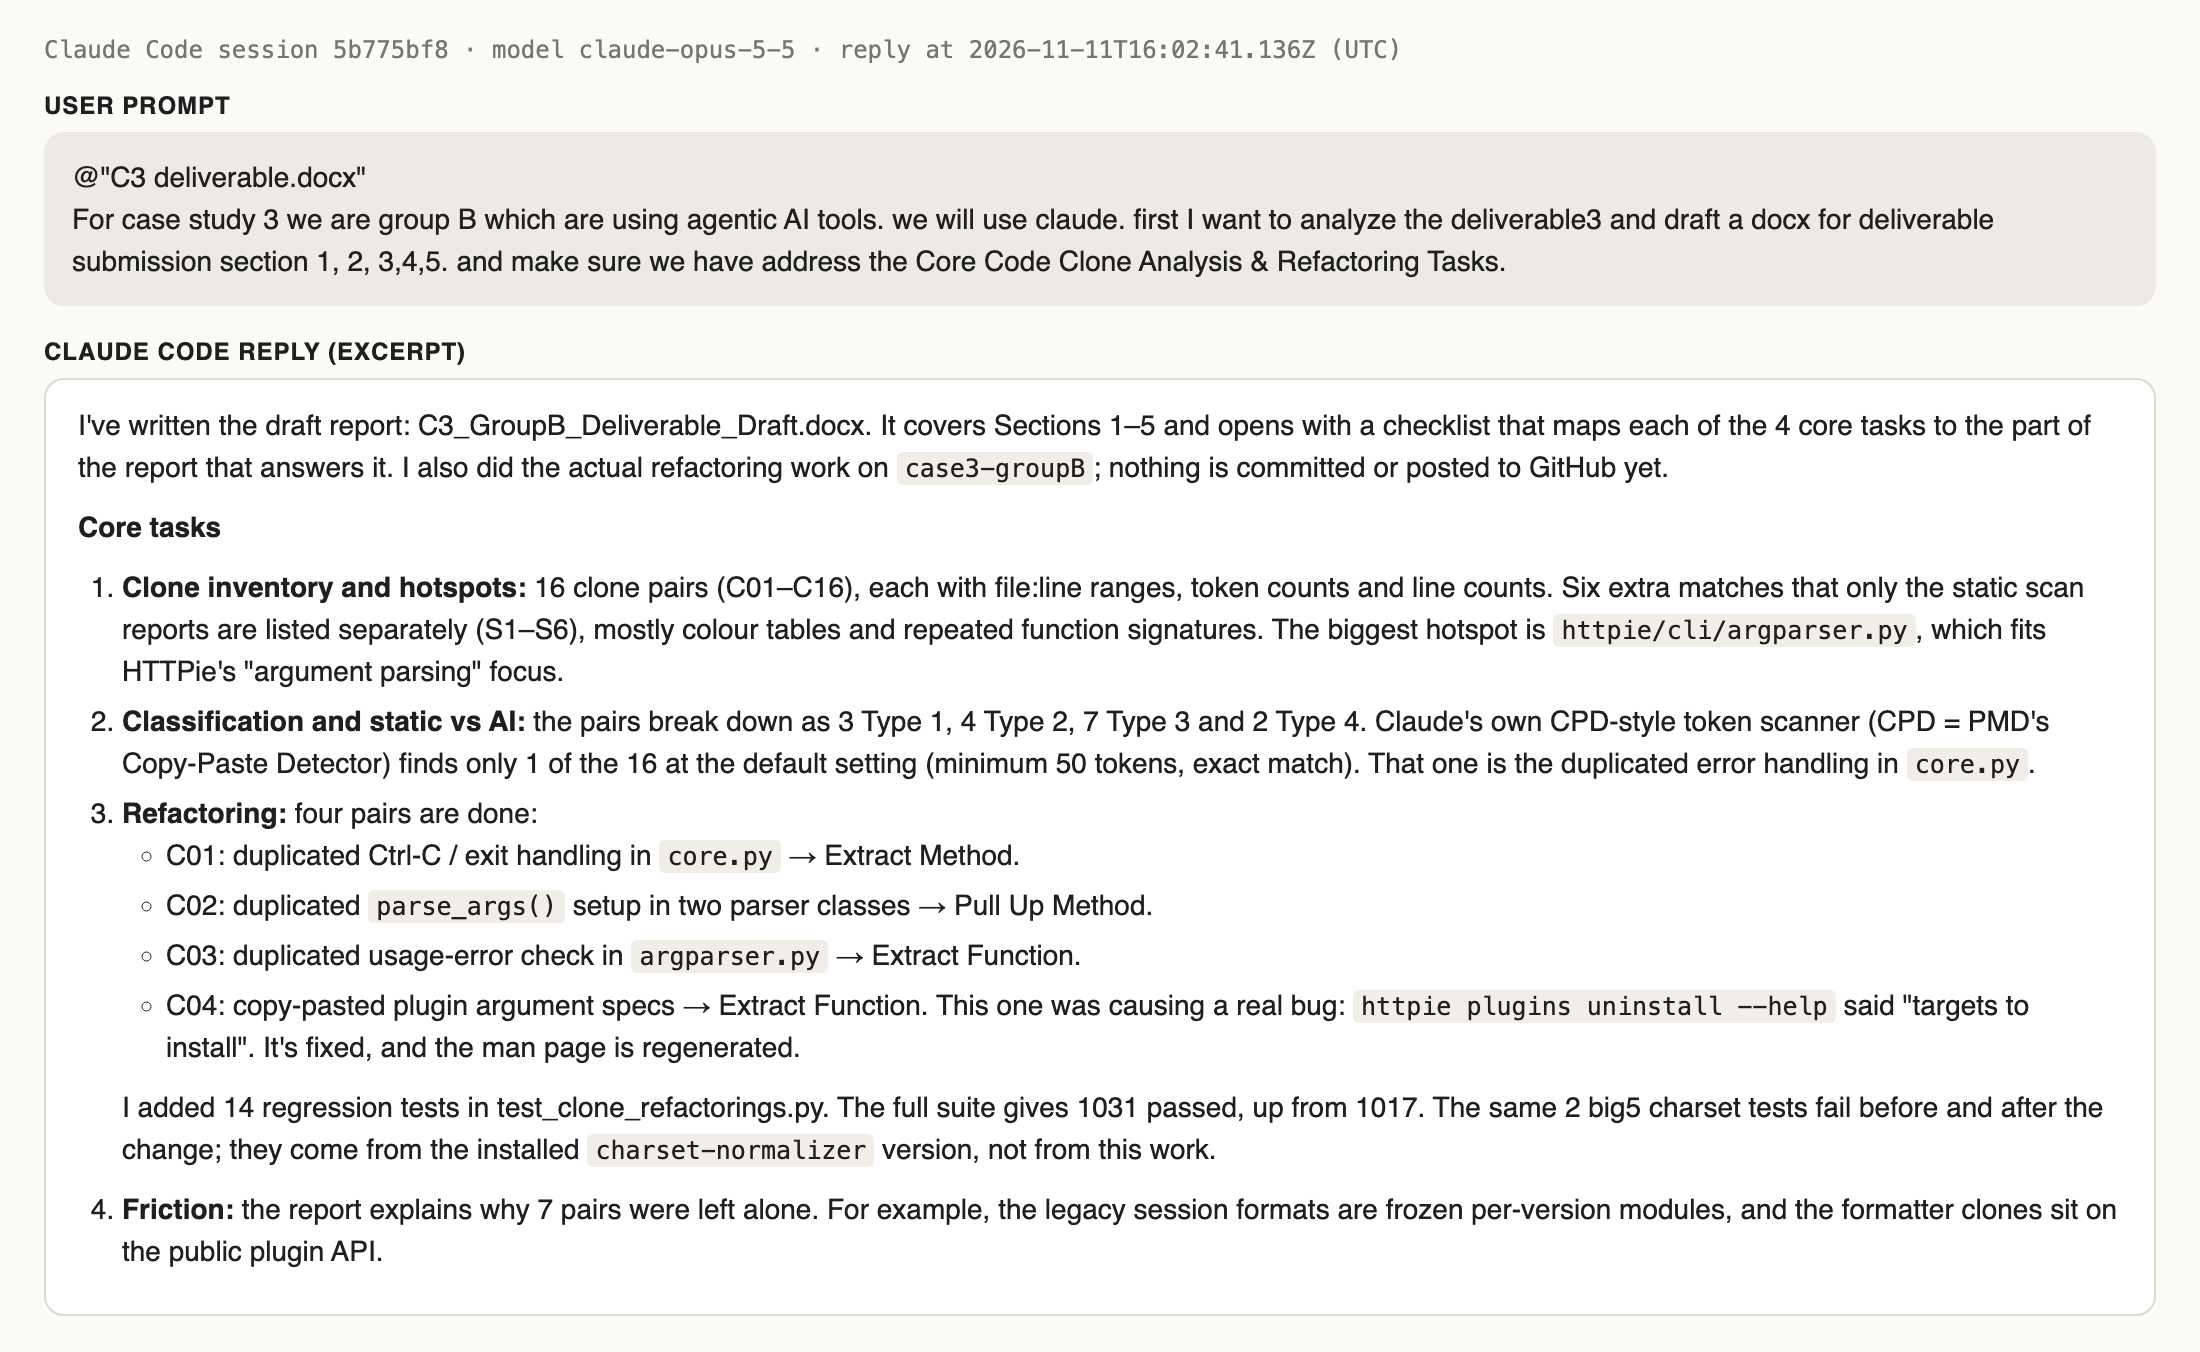 Claude Code session 5b775bf8 · model claude-opus-5-5 · reply at 2026-11-11T16:02:41.136Z (UTC)
USER PROMPT
@"C3 deliverable.docx"
For case study 3 we are group B which are using agentic AI tools. we will use claude. first I want to analyze the deliverable3 and draft a docx for deliverable
submission section 1, 2, 3,4,5. and make sure we have address the Core Code Clone Analysis & Refactoring Tasks.
CLAUDE CODE REPLY (EXCERPT)
I've written the draft report: C3_GroupB_Deliverable_Draft.docx. It covers Sections 1–5 and opens with a checklist that maps each of the 4 core tasks to the part of
the report that answers it. I also did the actual refactoring work on case3-groupB; nothing is committed or posted to GitHub yet.
Core tasks
1. Clone inventory and hotspots: 16 clone pairs (C01–C16), each with file:line ranges, token counts and line counts. Six extra matches that only the static scan
reports are listed separately (S1–S6), mostly colour tables and repeated function signatures. The biggest hotspot is httpie/cli/argparser.py, which fits
HTTPie's "argument parsing" focus.
2. Classification and static vs AI: the pairs break down as 3 Type 1, 4 Type 2, 7 Type 3 and 2 Type 4. Claude's own CPD-style token scanner (CPD = PMD's
Copy-Paste Detector) finds only 1 of the 16 at the default setting (minimum 50 tokens, exact match). That one is the duplicated error handling in core.py.
3. Refactoring: four pairs are done:
◦ C01: duplicated Ctrl-C / exit handling in core.py → Extract Method.
◦ C02: duplicated parse_args() setup in two parser classes → Pull Up Method.
◦ C03: duplicated usage-error check in argparser.py → Extract Function.
◦ C04: copy-pasted plugin argument specs → Extract Function. This one was causing a real bug: httpie plugins uninstall --help said "targets to
install". It's fixed, and the man page is regenerated.
I added 14 regression tests in test_clone_refactorings.py. The full suite gives 1031 passed, up from 1017. The same 2 big5 charset tests fail before and after the
change; they come from the installed charset-normalizer version, not from this work.
4. Friction: the report explains why 7 pairs were left alone. For example, the legacy session formats are frozen per-version modules, and the formatter clones sit on
the public plugin API.